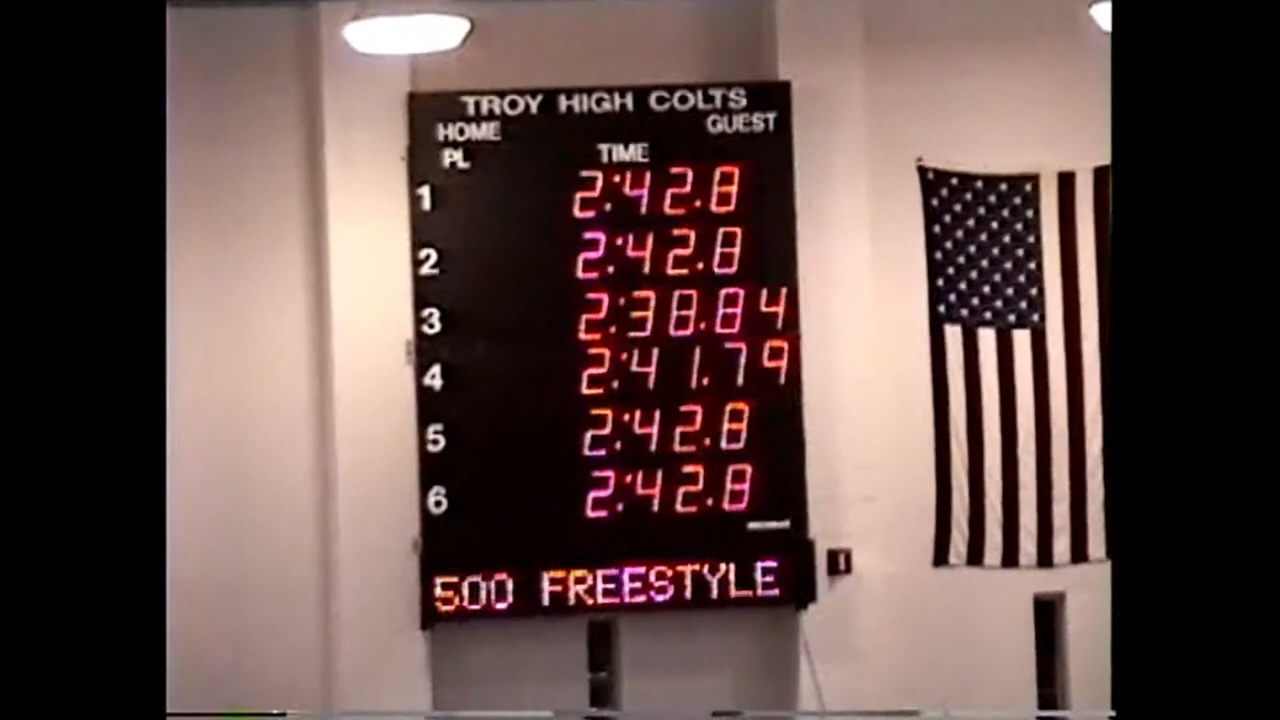 TROY HIGH COLTS
HOME GUEST
PL TIME
1 2:42.8
2 2:42.8
3 2:38.84
4 2:41.79
5 2:42.8
6 2:42.8
500 FREESTYLE